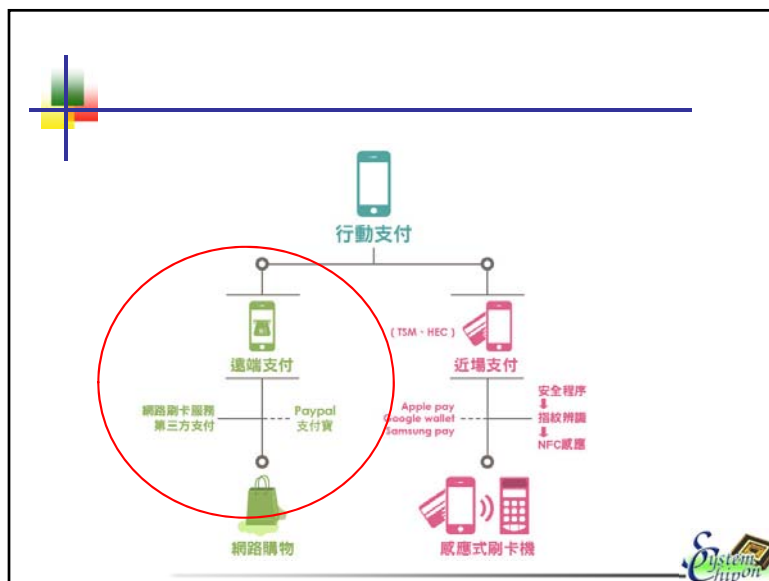 行動支付
遠端支付
網路刷卡服務
第三方支付
Paypal
支付寶
網路購物
( TSM、HEC )
近場支付
Apple pay
Google wallet
Samsung pay
安全程序
指紋辨識
NFC感應
感應式刷卡機
System
Chipon